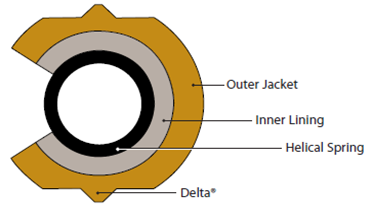 Outer Jacket
Inner Lining
Helical Spring
Delta®